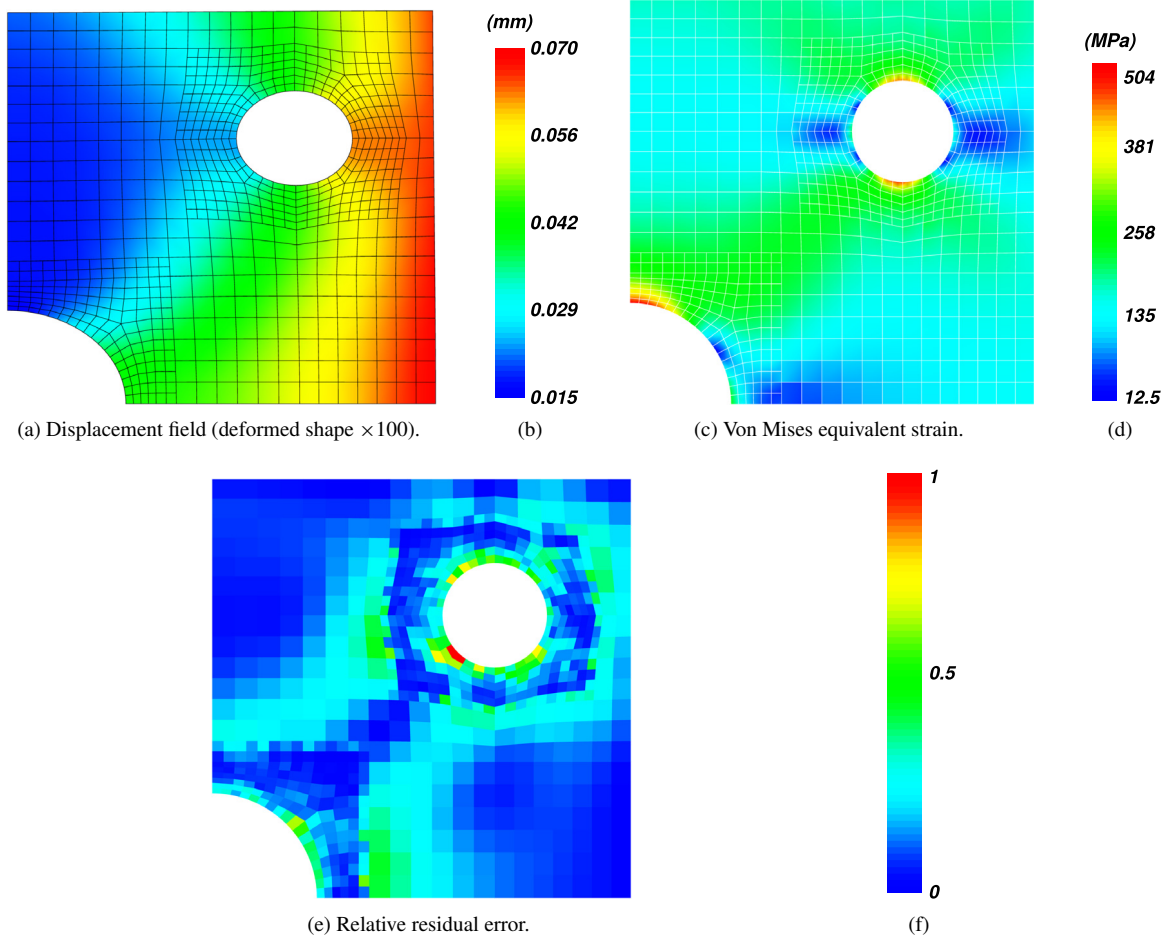 (mm)
0.070
0.056
0.042
0.029
0.015
(MPa)
504
381
258
135
12.5
(a) Displacement field (deformed shape ×100).
(b)
(c) Von Mises equivalent strain.
(d)
1
0.5
0
(e) Relative residual error.
(f)